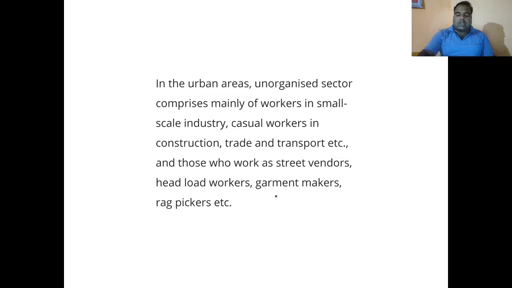 In the urban areas, unorganised sector
comprises mainly of workers in small-
scale industry, casual workers in
construction, trade and transport etc.,
and those who work as street vendors,
head load workers, garment makers,
rag pickers etc.